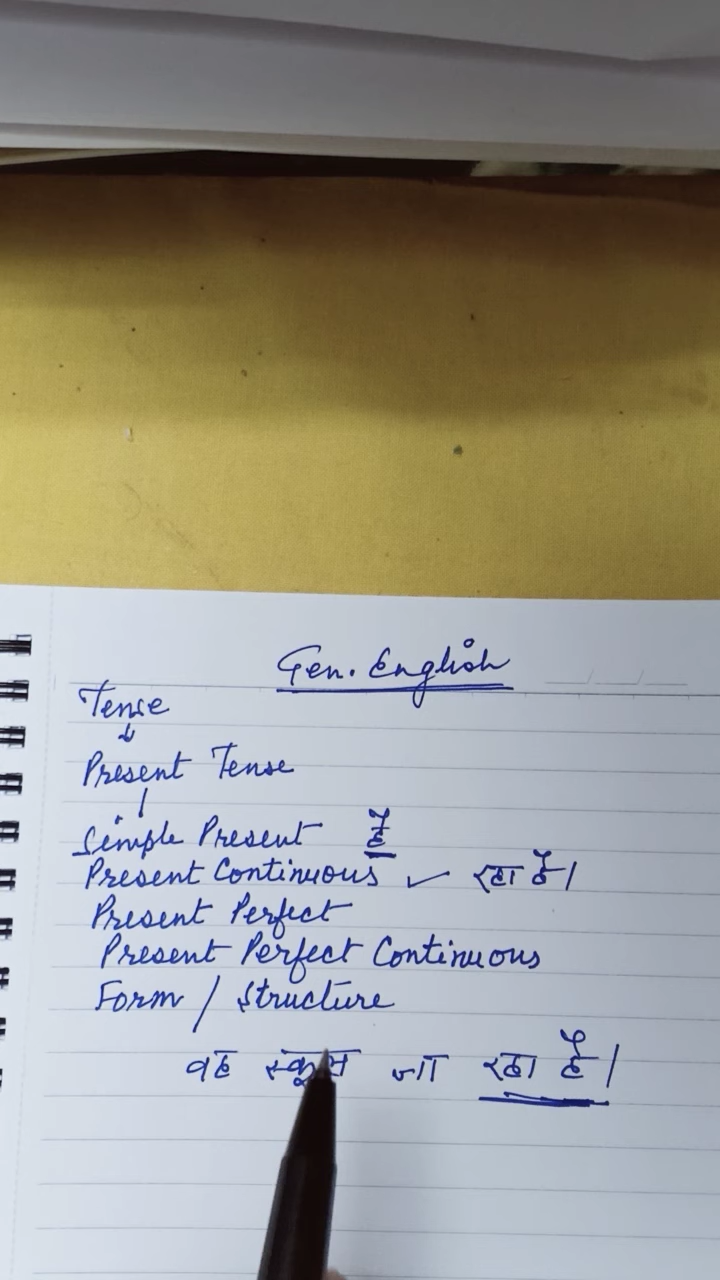 Gen. English
Tense
Present Tense
Simple Present है
Present Continuous ✓ रहा है।
Present Perfect
Present Perfect Continuous
Form / Structure
वह स्कूल जा रहा है।